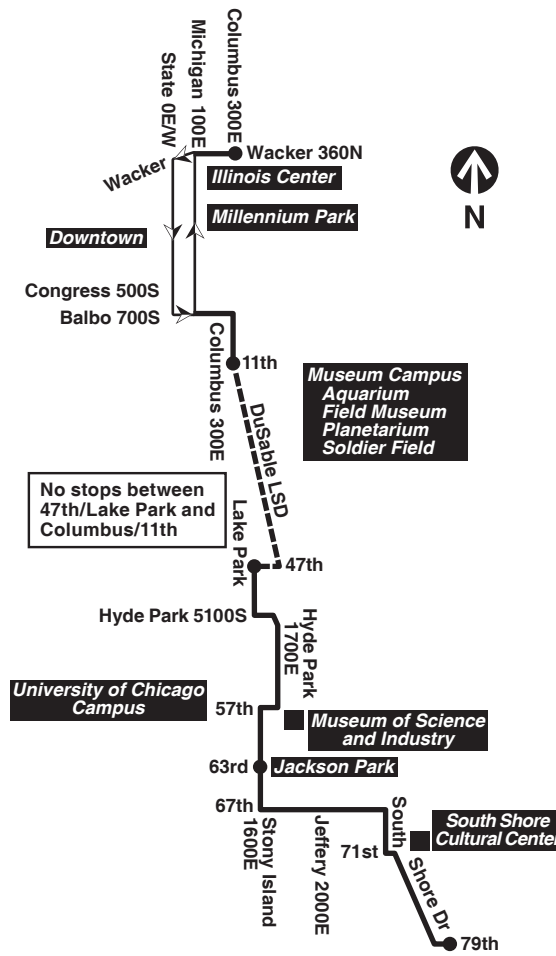 State 0E/W
Michigan 100E
Columbus 300E
Wacker
Wacker 360N
Illinois Center
Millennium Park
N
Downtown
Congress 500S
Balbo 700S
Columbus 300E
11th
Museum Campus
Aquarium
Field Museum
Planetarium
Soldier Field
DuSable LSD
No stops between
47th/Lake Park and
Columbus/11th
Lake Park
47th
Hyde Park 5100S
Hyde Park
1700E
University of Chicago
Campus
57th
Museum of Science
and Industry
63rd
Jackson Park
67th
Stony Island
1600E
Jeffery 2000E
South
Shore Dr
71st
South Shore
Cultural Center
79th